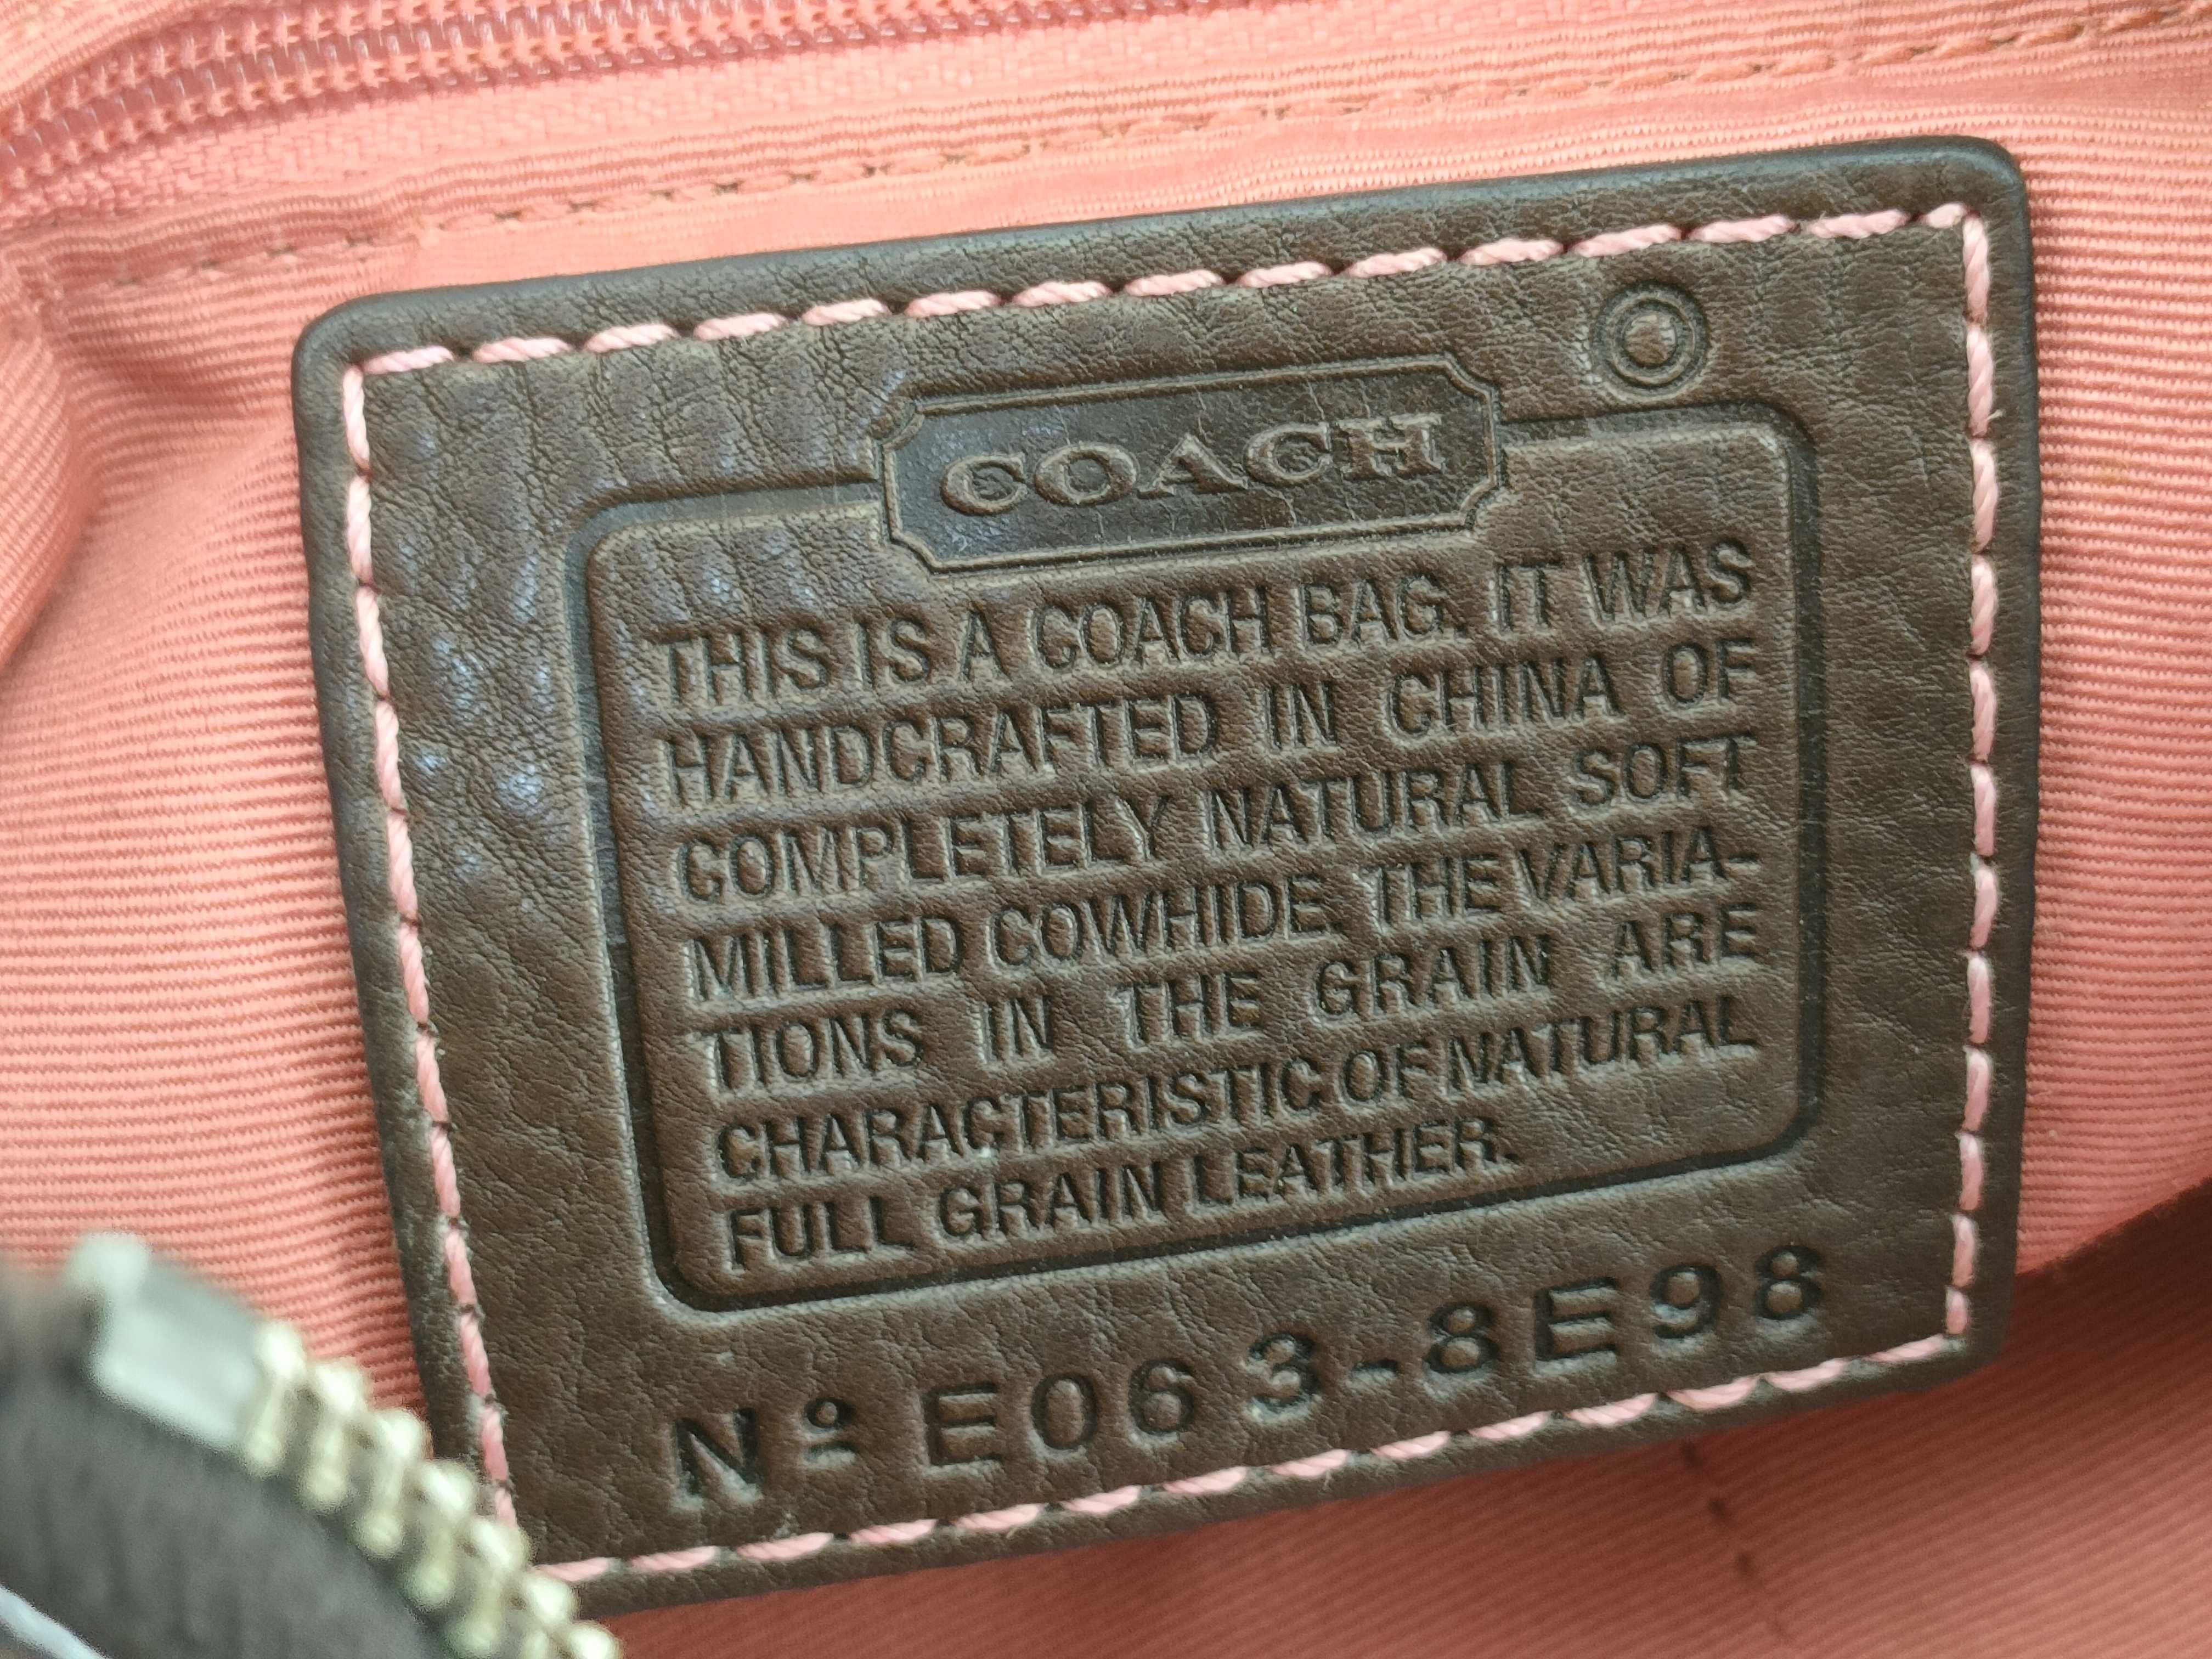 COACH
THIS IS A COACH BAG. IT WAS
HANDCRAFTED IN CHINA OF
COMPLETELY NATURAL SOFT
MILLED COWHIDE. THE VARIA-
TIONS IN THE GRAIN ARE
CHARACTERISTIC OF NATURAL
FULL GRAIN LEATHER.
Nº E063-8E98